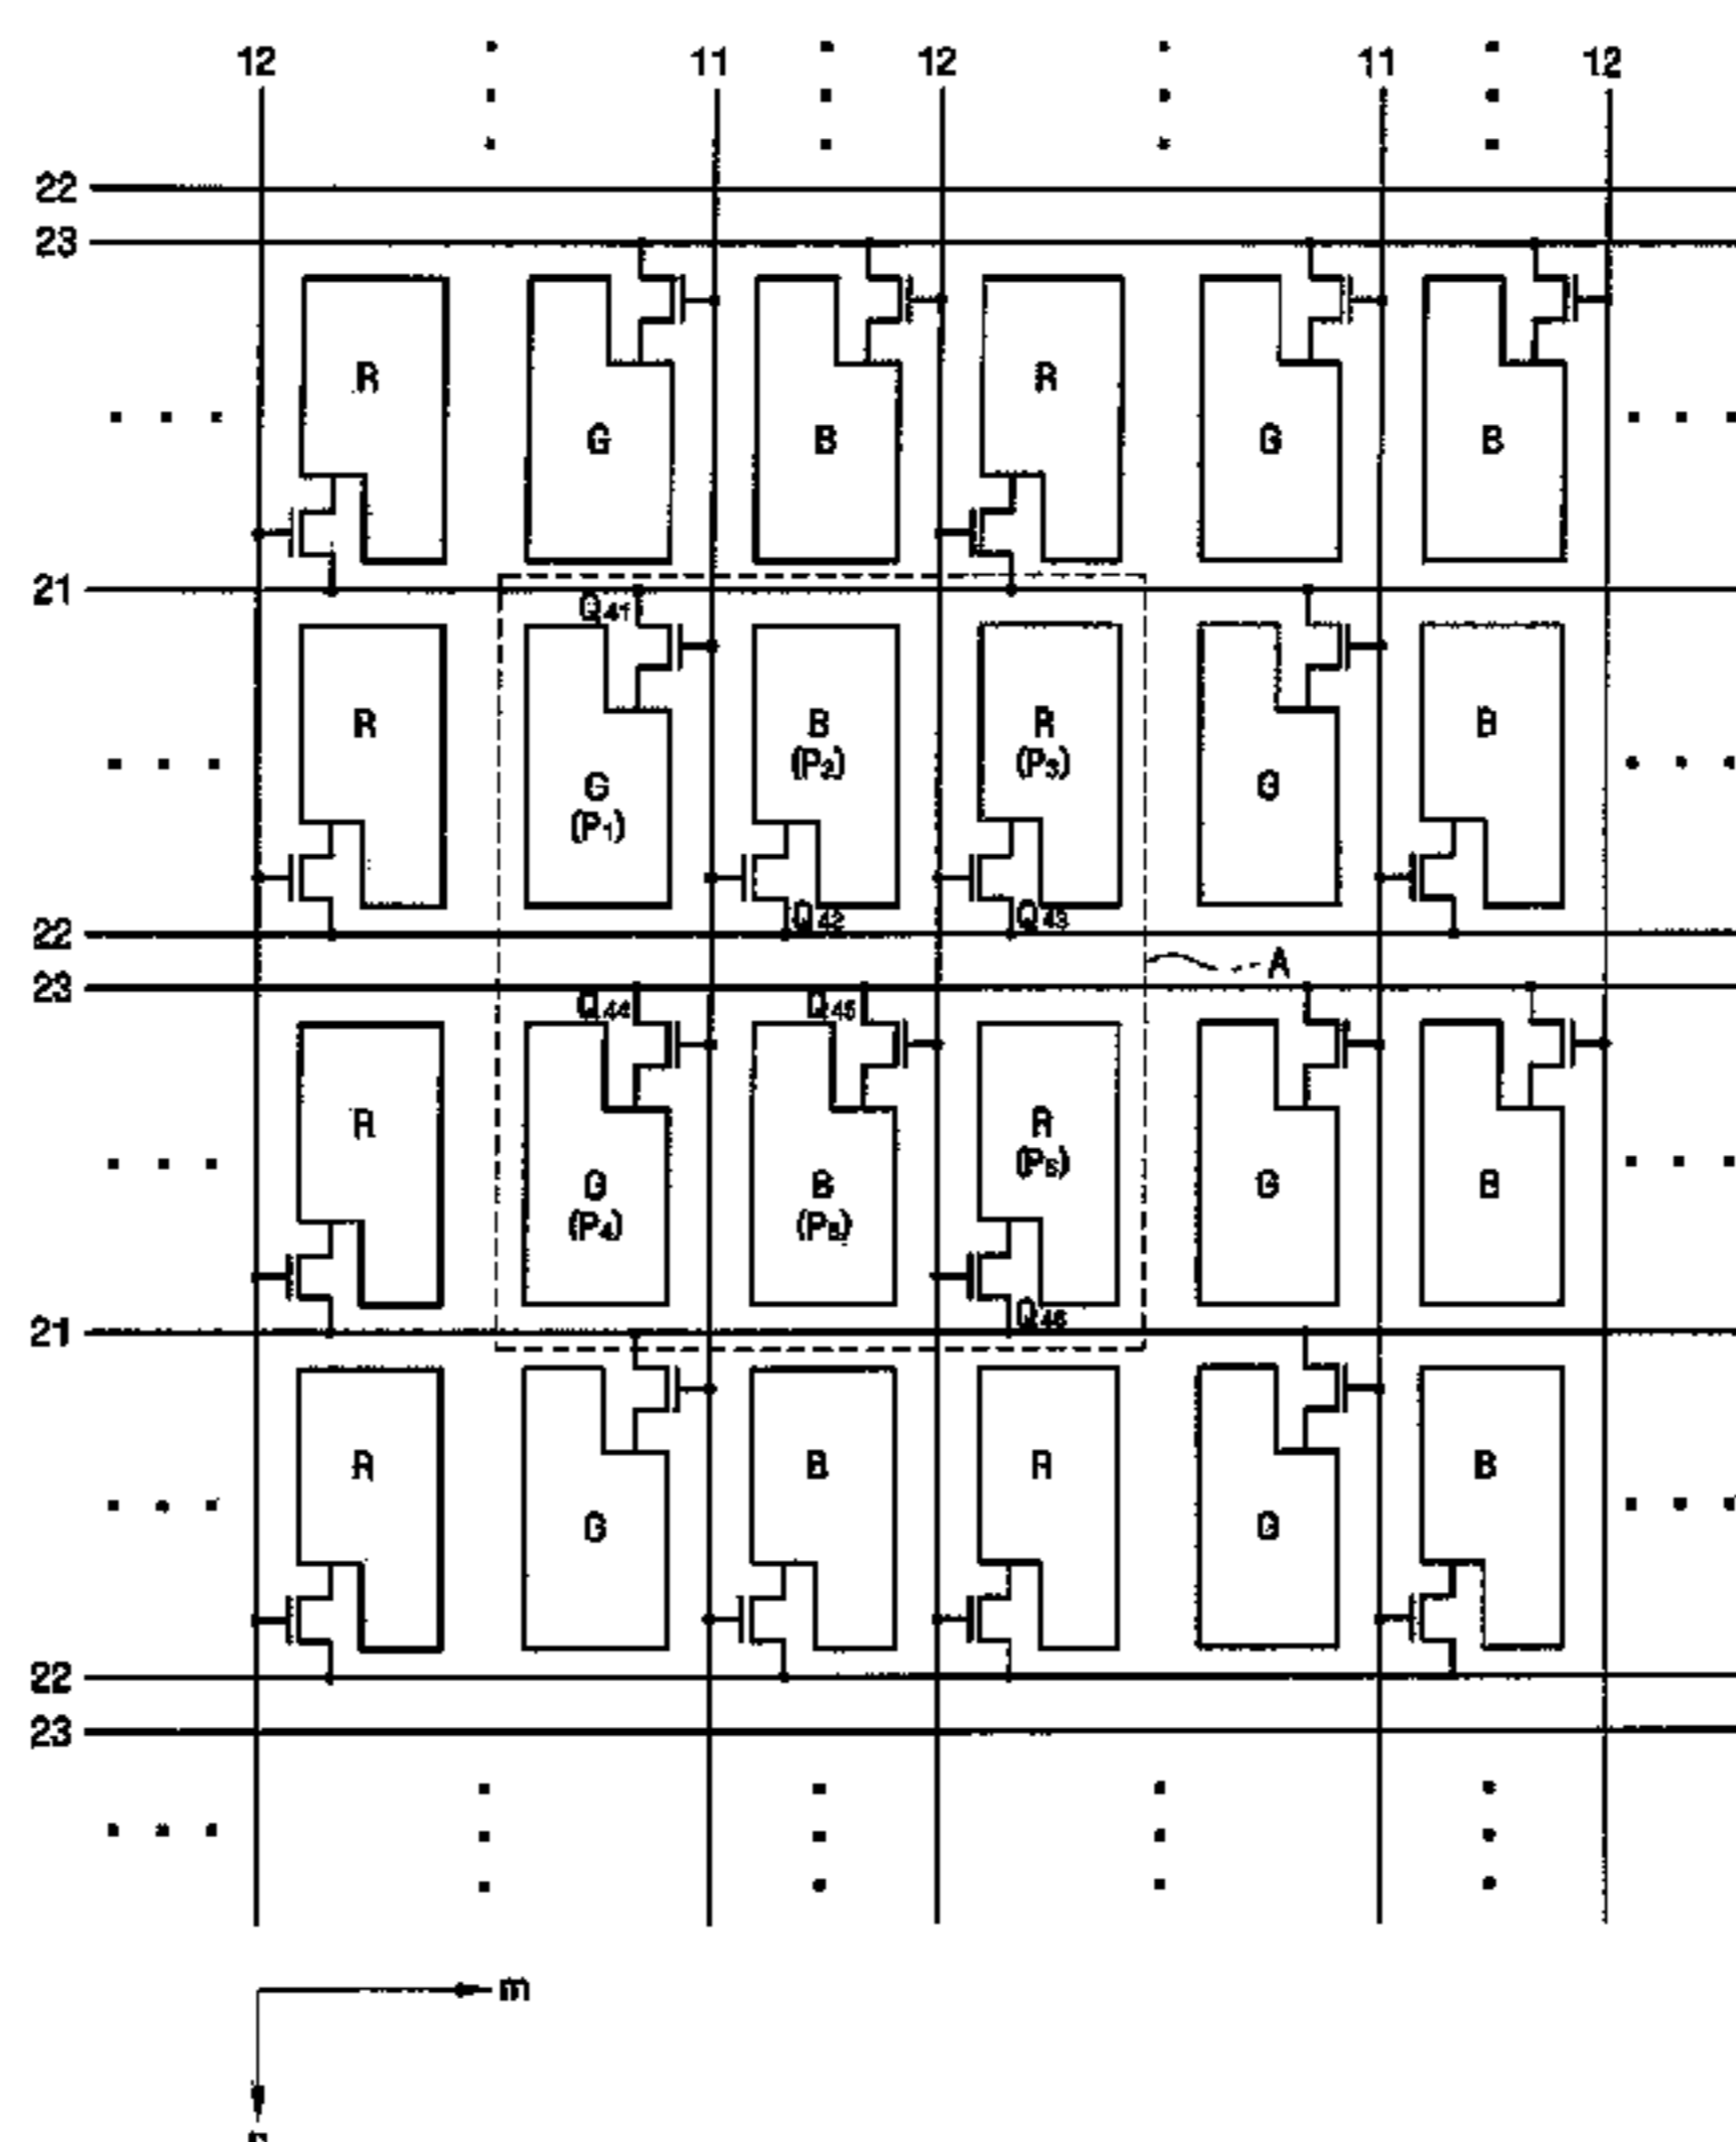 12 11 12 11 12
22
23
R R
G B G B
21
Q41
R B R B
(P2) (P3)
G G
(P1)
Q42 Q43
22
A
23
Q44 Q45
R R
(P6)
G B G B
(P4) (P5)
Q46
21
R B R B
G G
22
23
m